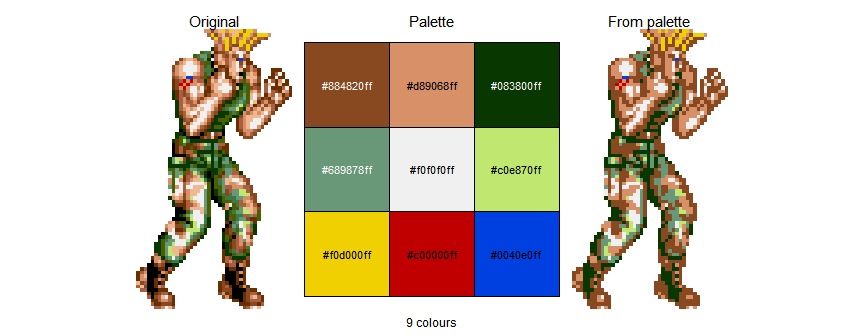 Original Palette From palette
#884820ff #d89068ff #083800ff
#689878ff #f0f0f0ff #c0e870ff
#f0d000ff #c00000ff #0040e0ff
9 colours